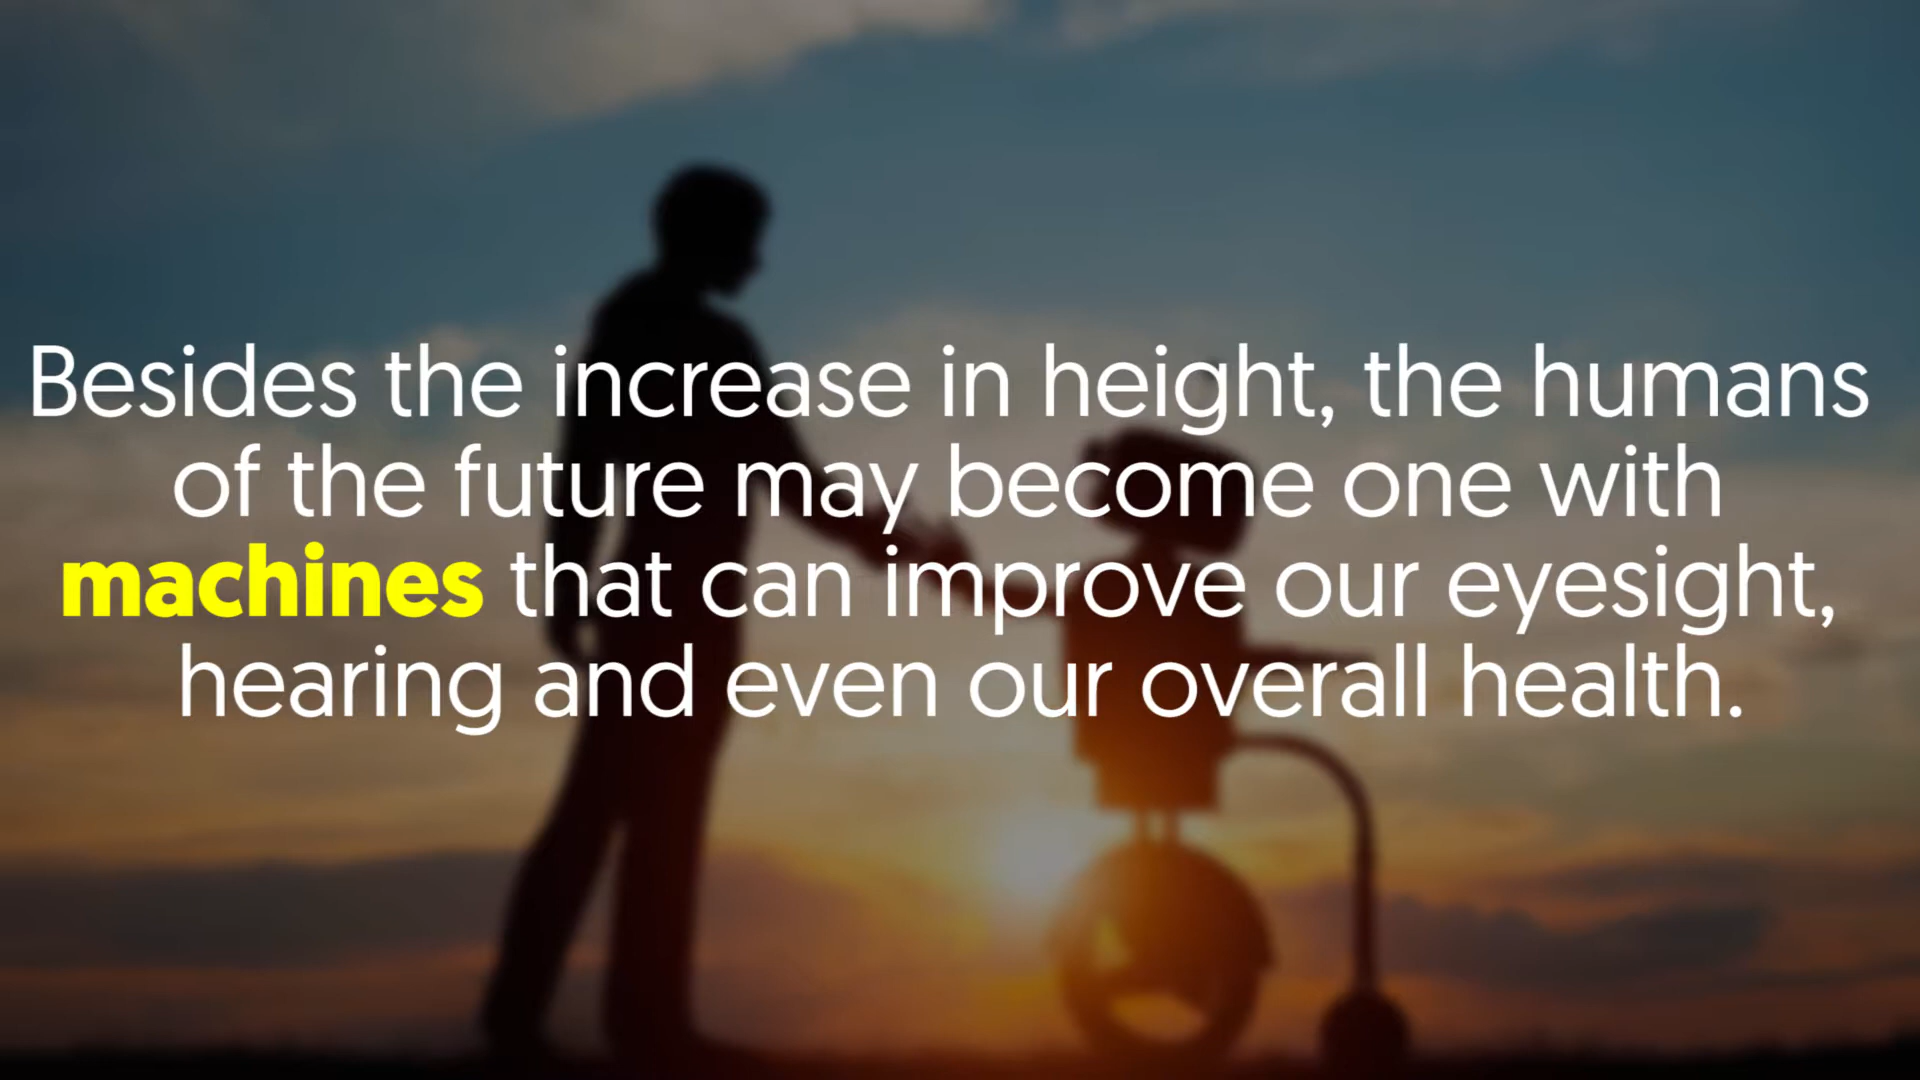 Besides the increase in height, the humans
of the future may become one with
machines that can improve our eyesight,
hearing and even our overall health.